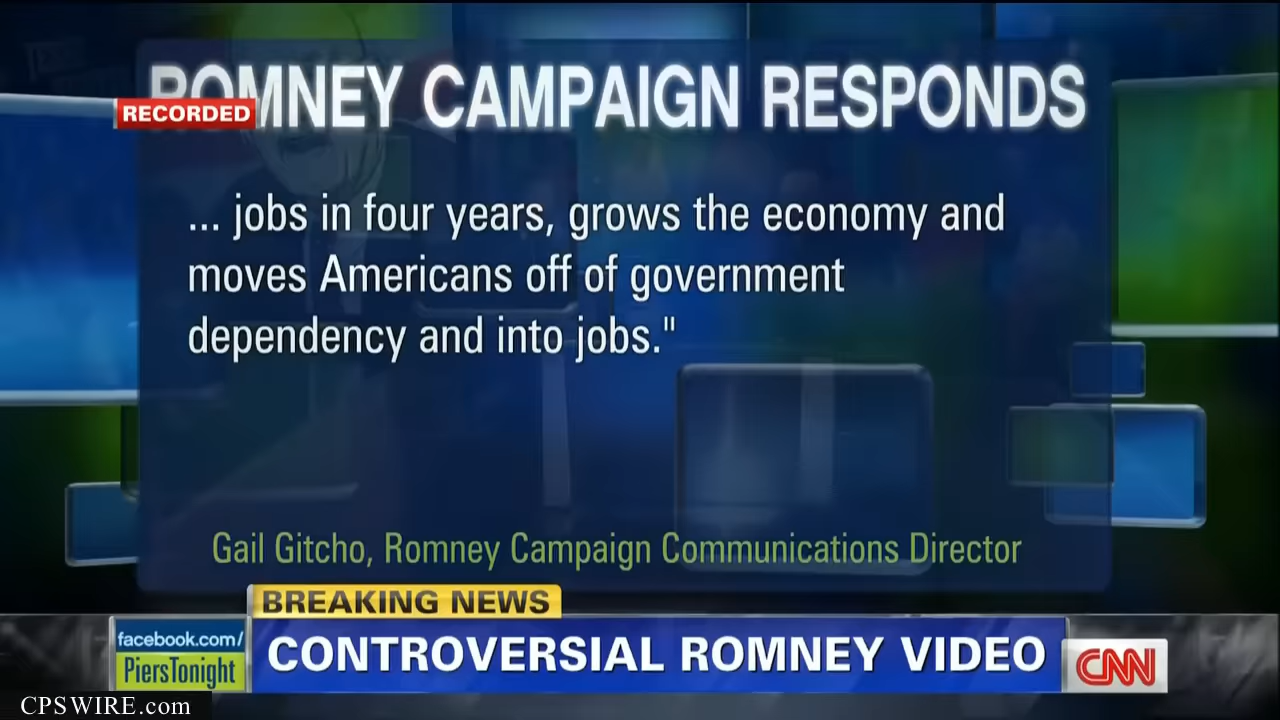 ROMNEY CAMPAIGN RESPONDS
RECORDED
... jobs in four years, grows the economy and
moves Americans off of government
dependency and into jobs."
Gail Gitcho, Romney Campaign Communications Director
BREAKING NEWS
facebook.com/
PiersTonight
CONTROVERSIAL ROMNEY VIDEO
CNN
CPSWIRE.com